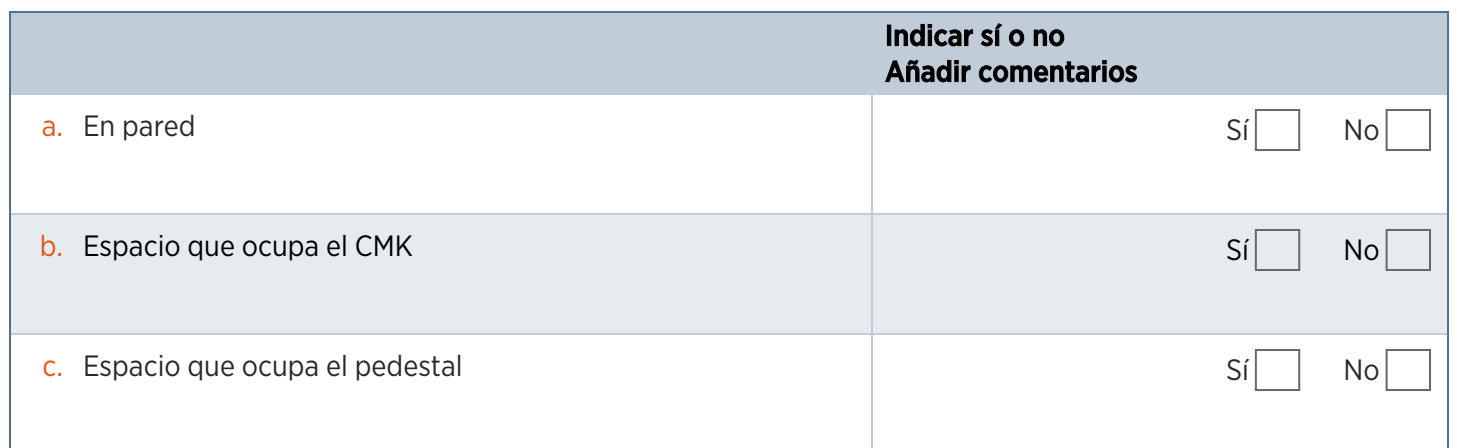 Indicar sí o no
Añadir comentarios
a. En pared Sí No
b. Espacio que ocupa el CMK Sí No
c. Espacio que ocupa el pedestal Sí No